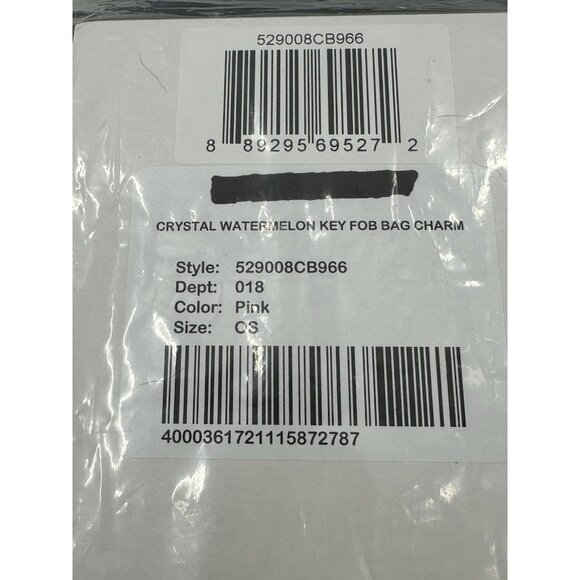 529008CB966
8 89295 69527 2
CRYSTAL WATERMELON KEY FOB BAG CHARM
Style: 529008CB966
Dept: 018
Color: Pink
Size: OS
4000361721115872787